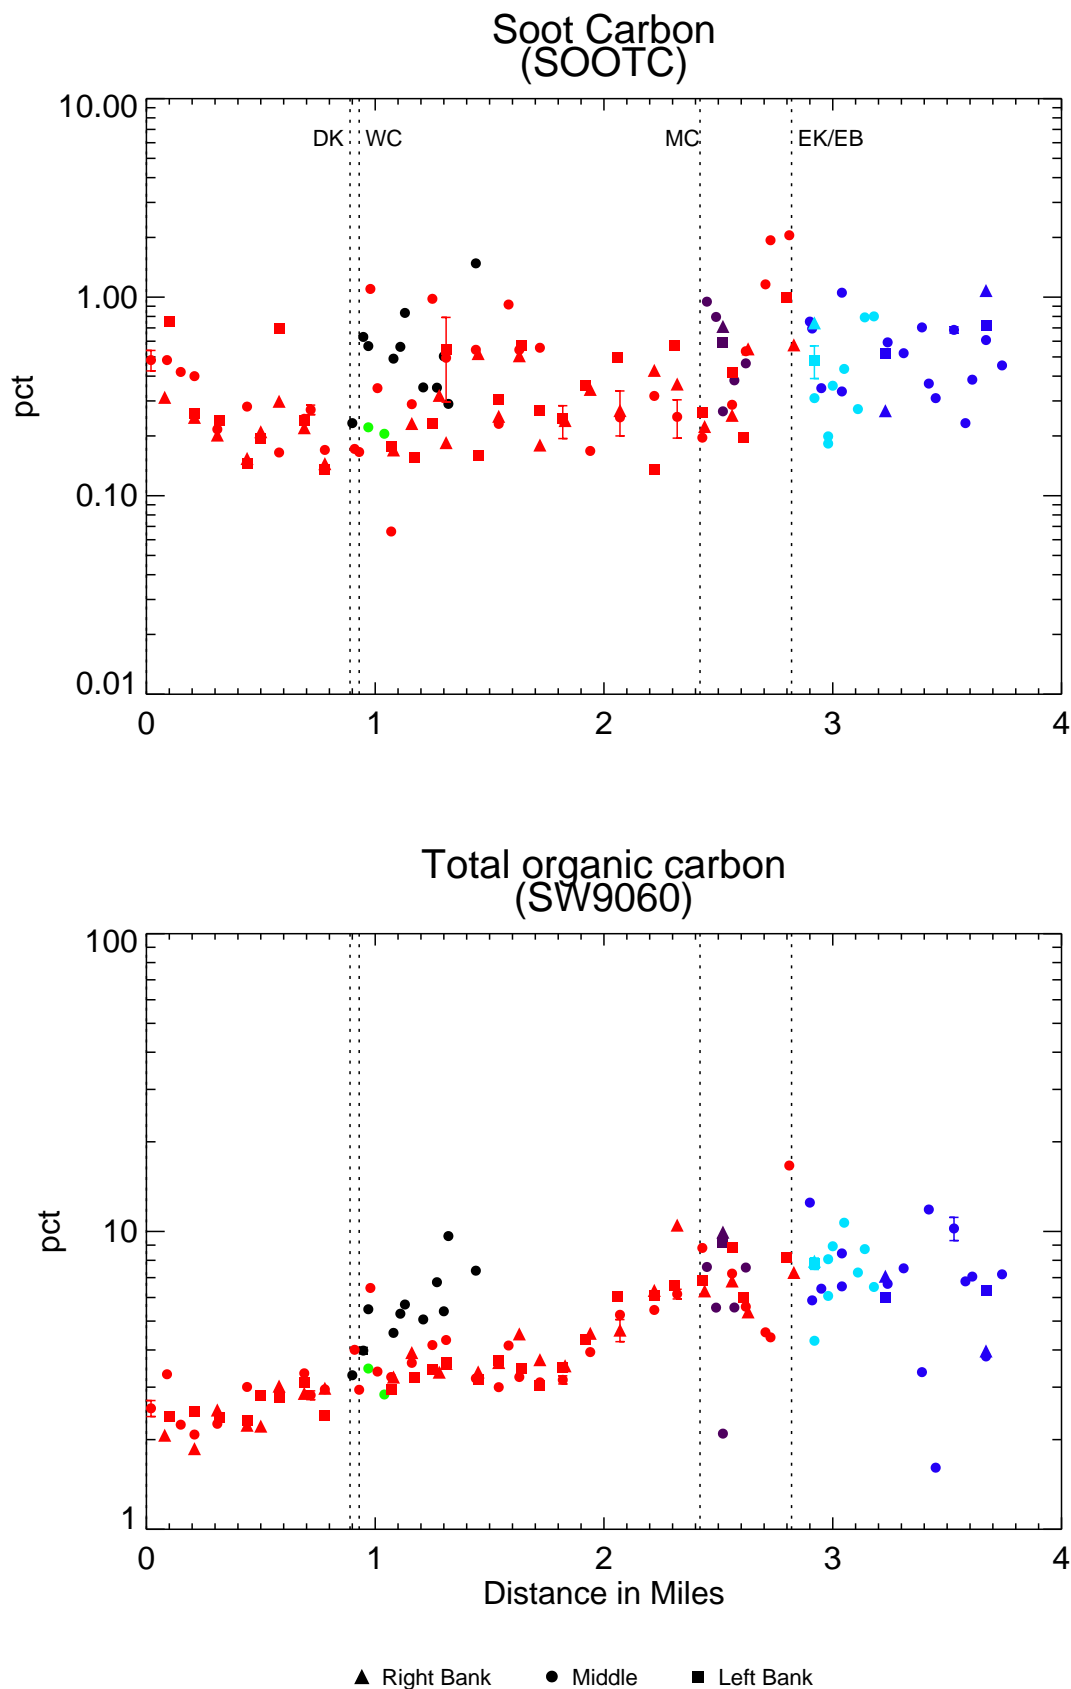 Soot Carbon
(SOOTC)
10.00
DK WC MC EK/EB
1.00
pct
0.10
0.01
0 1 2 3 4
Total organic carbon
(SW9060)
100
10
pct
1
0 1 2 3 4
Distance in Miles
Right Bank Middle Left Bank